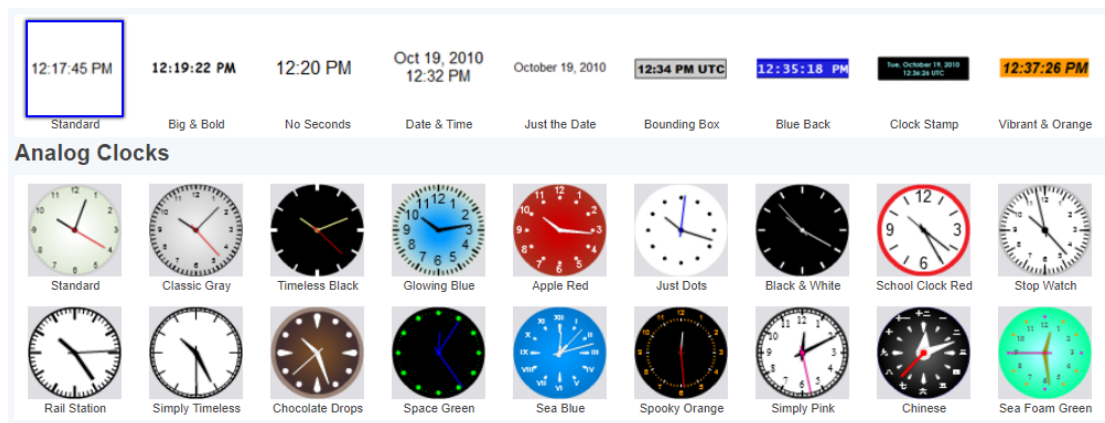 12:17:45 PM
12:19:22 PM
12:20 PM
Oct 19, 2010
12:32 PM
October 19, 2010
12:34 PM UTC
12:35:18 PM
Tue, October 19, 2010
12:36:26 UTC
12:37:26 PM
Standard Big & Bold No Seconds Date & Time Just the Date Bounding Box Blue Back Clock Stamp Vibrant & Orange
Analog Clocks
Standard Classic Gray Timeless Black Glowing Blue Apple Red Just Dots Black & White School Clock Red Stop Watch
Rail Station Simply Timeless Chocolate Drops Space Green Sea Blue Spooky Orange Simply Pink Chinese Sea Foam Green